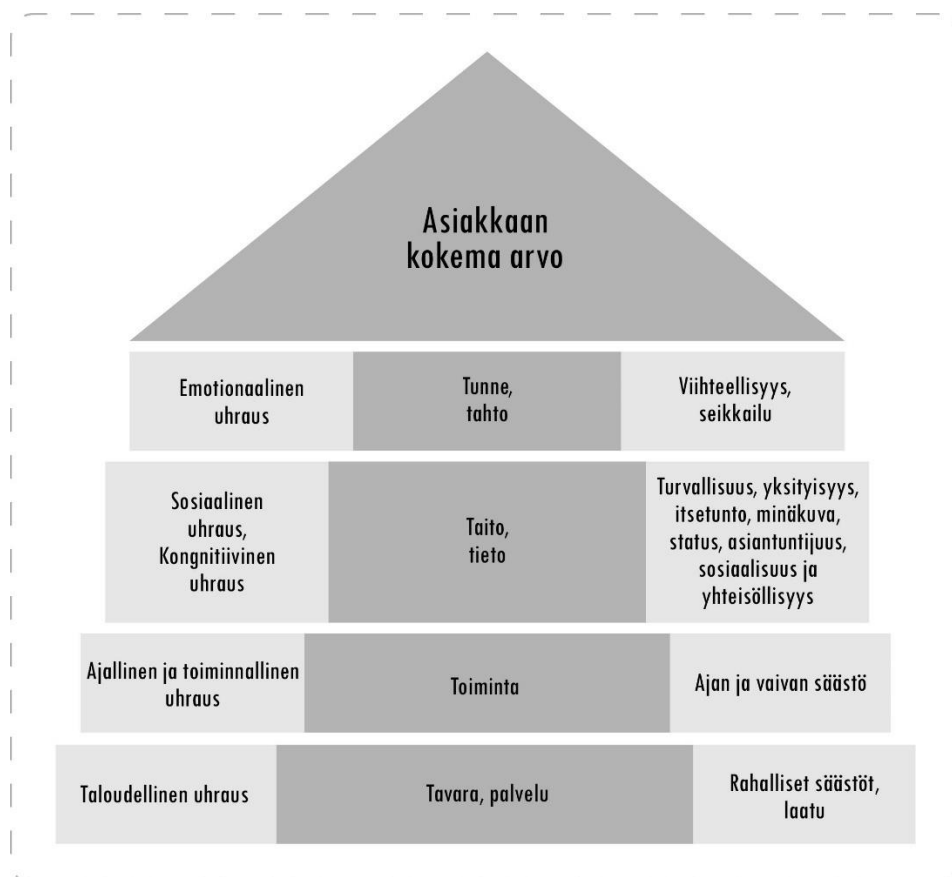 Asiakkaan
kokema arvo
Emotionaalinen
uhraus
Tunne,
tahto
Viihteellisyys,
seikkailu
Sosiaalinen
uhraus,
Kongnitiivinen
uhraus
Taito,
tieto
Turvallisuus, yksityisyys,
itsetunto, minäkuva,
status, asiantuntijuus,
sosiaalisuus ja
yhteisöllisyys
Ajallinen ja toiminnallinen
uhraus
Toiminta
Ajan ja vaivan säästö
Taloudellinen uhraus
Tavara, palvelu
Rahalliset säästöt,
laatu